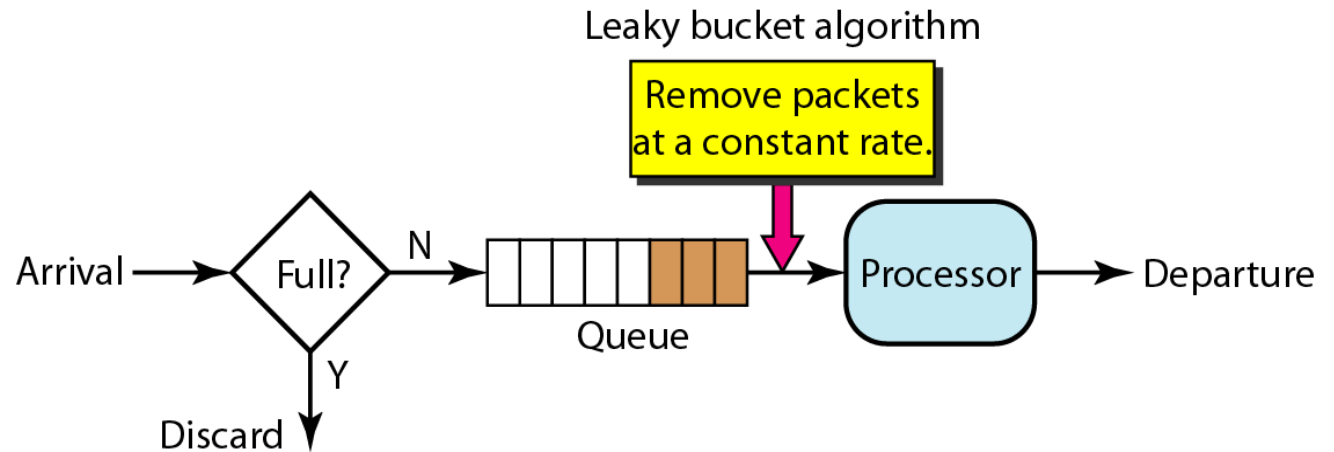 Leaky bucket algorithm
Remove packets
at a constant rate.
Arrival
Full?
N
Y
Discard
Queue
Processor
Departure